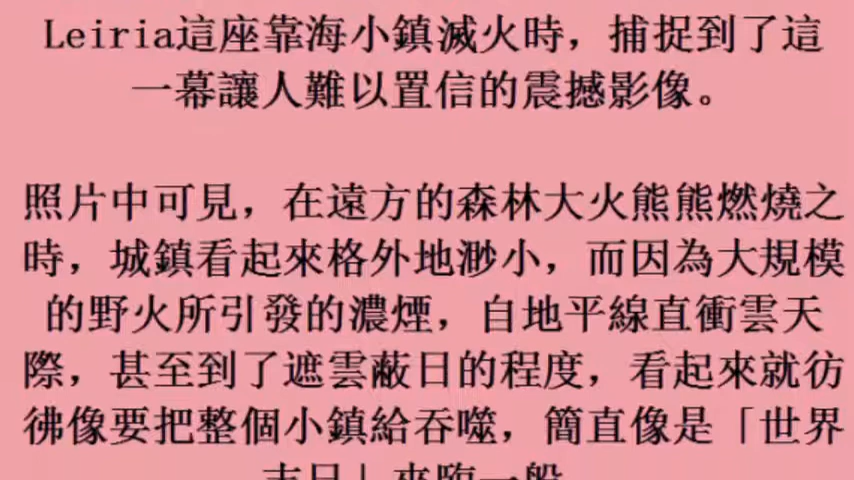 Leiria這座靠海小鎮滅火時，捕捉到了這
一幕讓人難以置信的震撼影像。
照片中可見，在遠方的森林大火熊熊燃燒之
時，城鎮看起來格外地渺小，而因為大規模
的野火所引發的濃煙，自地平線直衝雲天
際，甚至到了遮雲蔽日的程度，看起來就彷
彿像要把整個小鎮給吞噬，簡直像是「世界
末日」來臨一般